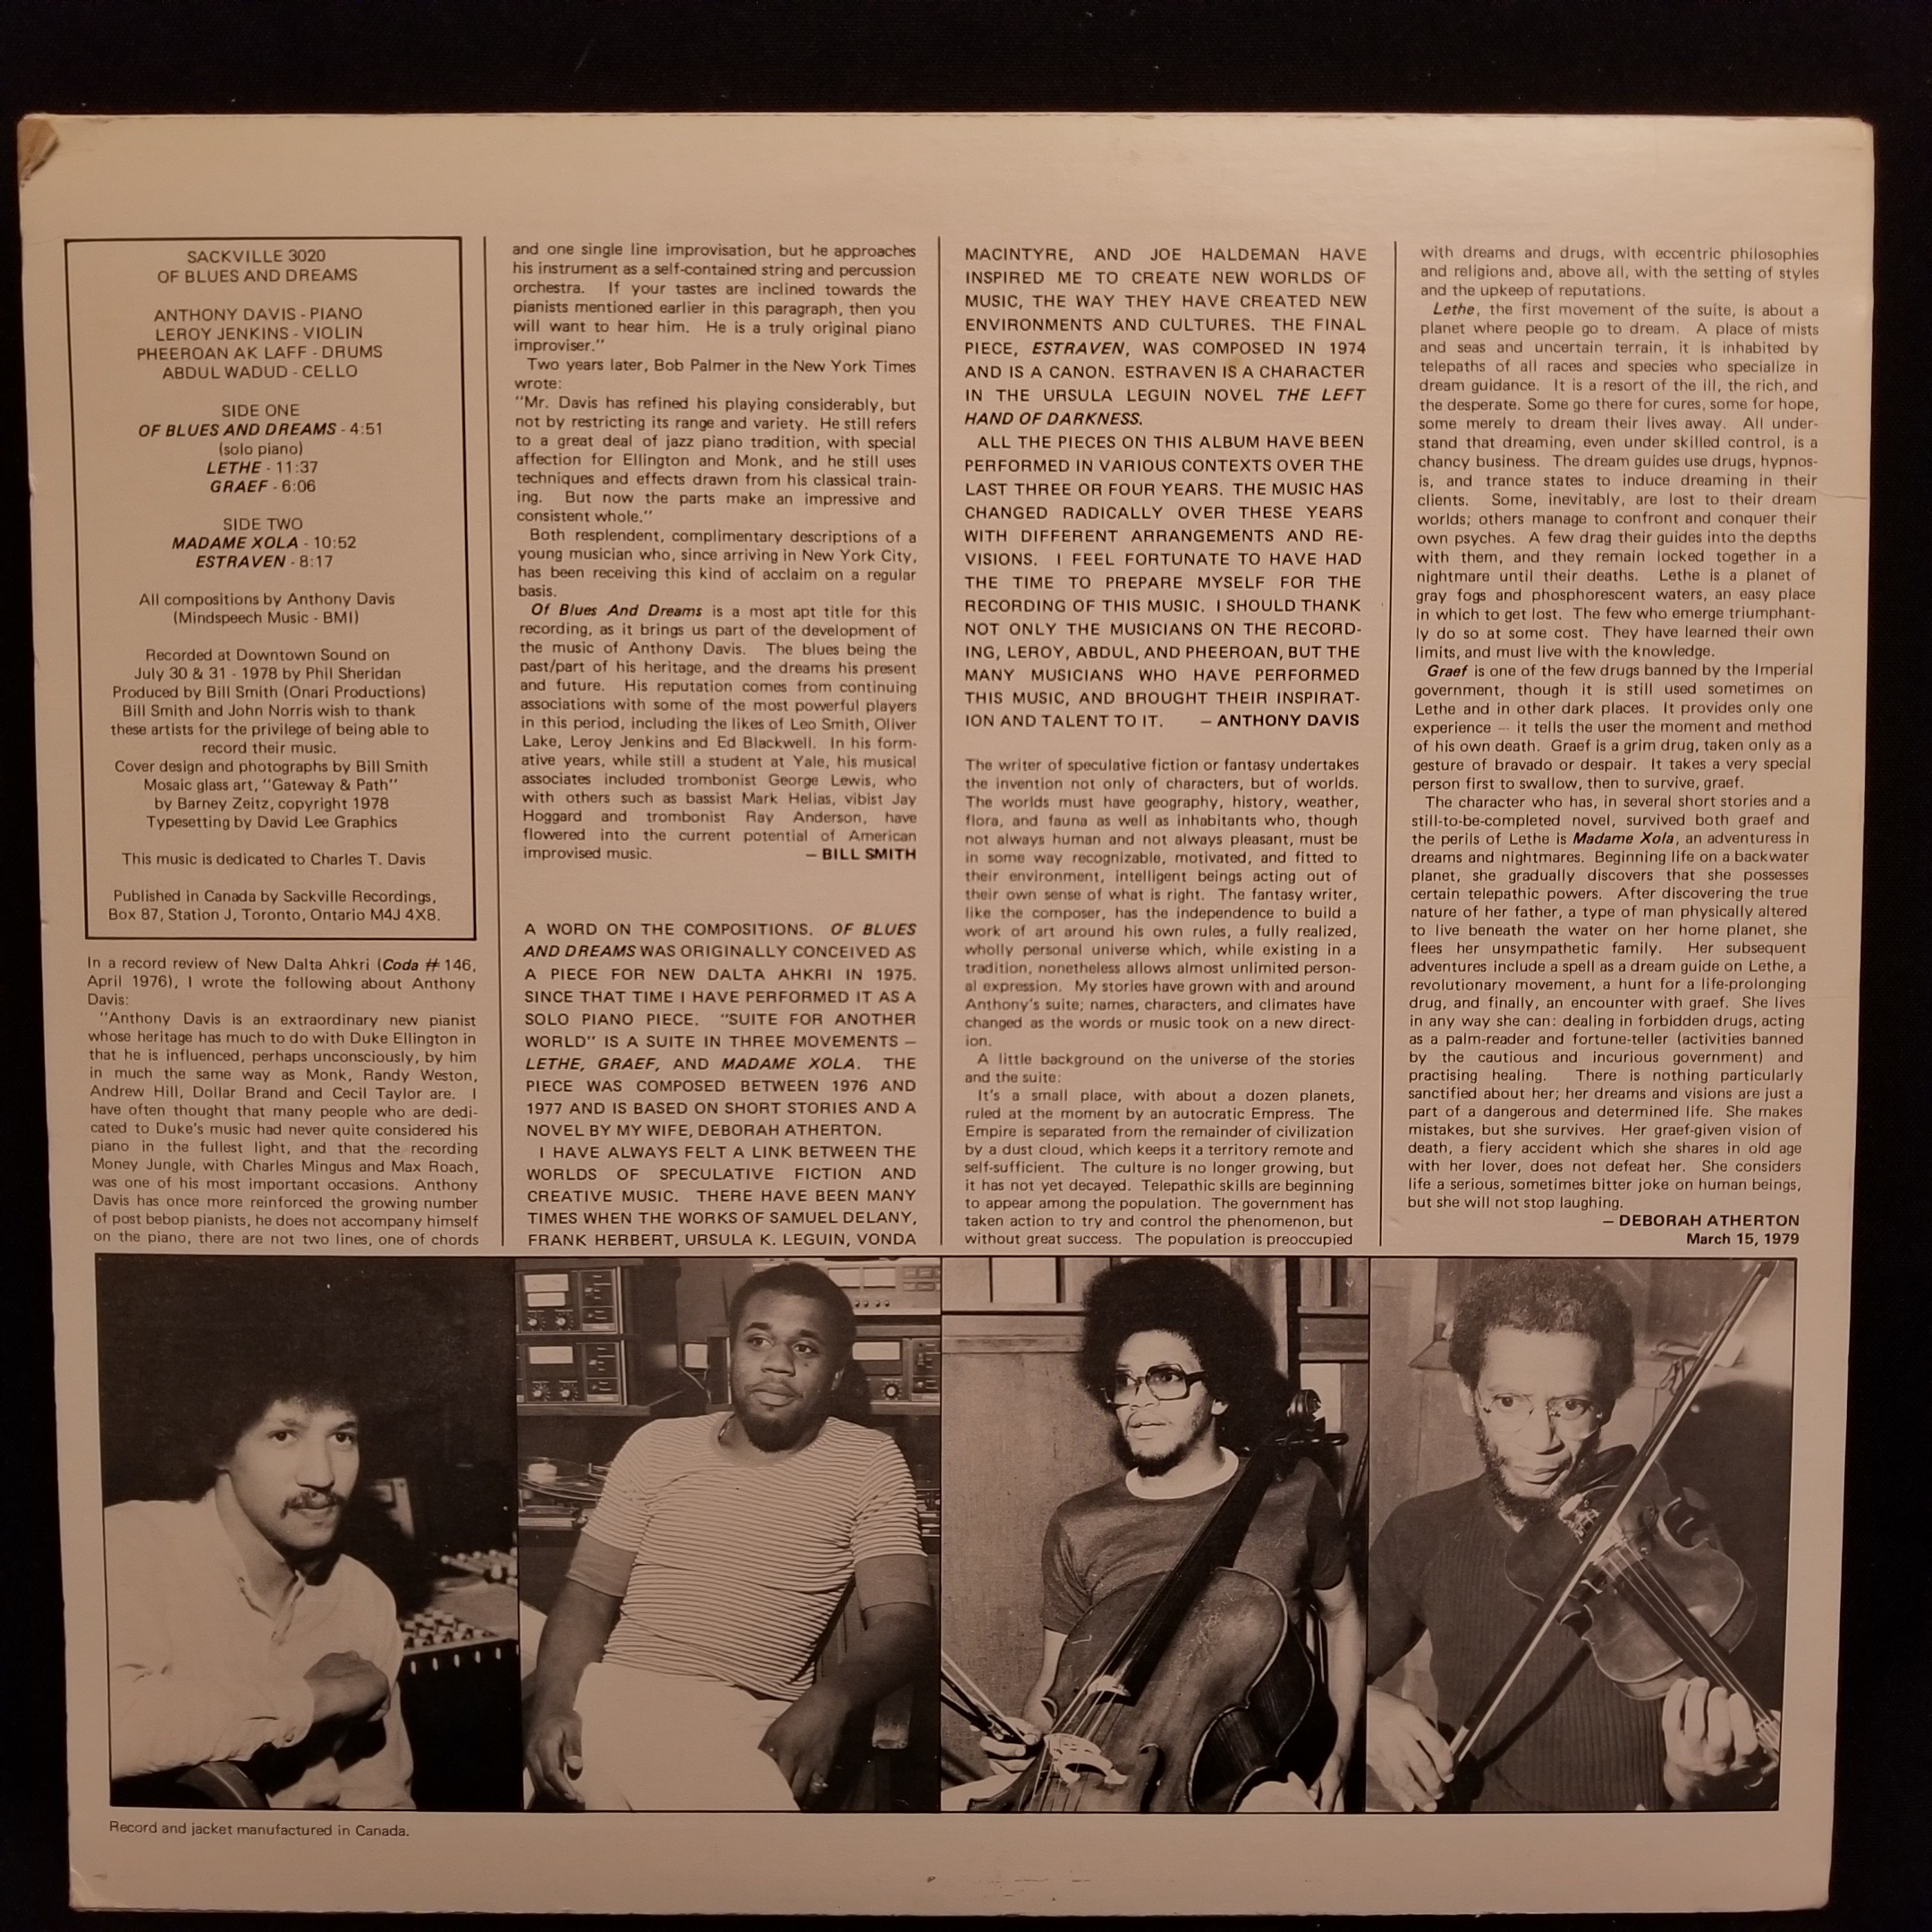 SACKVILLE 3020
OF BLUES AND DREAMS
ANTHONY DAVIS - PIANO
LEROY JENKINS - VIOLIN
PHEEROAN AK LAFF - DRUMS
ABDUL WADUD - CELLO
SIDE ONE
OF BLUES AND DREAMS - 4:51
(solo piano)
LETHE - 11:37
GRAEF - 6:06
SIDE TWO
MADAME XOLA - 10:52
ESTRAVEN - 8:17
All compositions by Anthony Davis
(Mindspeech Music - BMI)
Recorded at Downtown Sound on
July 30 & 31 - 1978 by Phil Sheridan
Produced by Bill Smith (Onari Productions)
Bill Smith and John Norris wish to thank
these artists for the privilege of being able to
record their music.
Cover design and photographs by Bill Smith
Mosaic glass art, "Gateway & Path"
by Barney Zeitz, copyright 1978
Typesetting by David Lee Graphics
This music is dedicated to Charles T. Davis
Published in Canada by Sackville Recordings,
Box 87, Station J, Toronto, Ontario M4J 4X8.
In a record review of New Dalta Ahkri (Coda # 146,
April 1976), I wrote the following about Anthony
Davis:
"Anthony Davis is an extraordinary new pianist
whose heritage has much to do with Duke Ellington in
that he is influenced, perhaps unconsciously, by him
in much the same way as Monk, Randy Weston,
Andrew Hill, Dollar Brand and Cecil Taylor are. I
have often thought that many people who are dedi-
cated to Duke's music had never quite considered his
piano in the fullest light, and that the recording
Money Jungle, with Charles Mingus and Max Roach,
was one of his most important occasions. Anthony
Davis has once more reinforced the growing number
of post bebop pianists, he does not accompany himself
on the piano, there are not two lines, one of chords
and one single line improvisation, but he approaches
his instrument as a self-contained string and percussion
orchestra. If your tastes are inclined towards the
pianists mentioned earlier in this paragraph, then you
will want to hear him. He is a truly original piano
improviser."
Two years later, Bob Palmer in the New York Times
wrote:
"Mr. Davis has refined his playing considerably, but
not by restricting its range and variety. He still refers
to a great deal of jazz piano tradition, with special
affection for Ellington and Monk, and he still uses
techniques and effects drawn from his classical train-
ing. But now the parts make an impressive and
consistent whole."
Both resplendent, complimentary descriptions of a
young musician who, since arriving in New York City,
has been receiving this kind of acclaim on a regular
basis.
Of Blues And Dreams is a most apt title for this
recording, as it brings us part of the development of
the music of Anthony Davis. The blues being the
past/part of his heritage, and the dreams his present
and future. His reputation comes from continuing
associations with some of the most powerful players
in this period, including the likes of Leo Smith, Oliver
Lake, Leroy Jenkins and Ed Blackwell. In his form-
ative years, while still a student at Yale, his musical
associates included trombonist George Lewis, who
with others such as bassist Mark Helias, vibist Jay
Hoggard and trombonist Ray Anderson, have
flowered into the current potential of American
improvised music. — BILL SMITH
A WORD ON THE COMPOSITIONS. OF BLUES
AND DREAMS WAS ORIGINALLY CONCEIVED AS
A PIECE FOR NEW DALTA AHKRI IN 1975.
SINCE THAT TIME I HAVE PERFORMED IT AS A
SOLO PIANO PIECE. "SUITE FOR ANOTHER
WORLD" IS A SUITE IN THREE MOVEMENTS —
LETHE, GRAEF, AND MADAME XOLA. THE
PIECE WAS COMPOSED BETWEEN 1976 AND
1977 AND IS BASED ON SHORT STORIES AND A
NOVEL BY MY WIFE, DEBORAH ATHERTON.
I HAVE ALWAYS FELT A LINK BETWEEN THE
WORLDS OF SPECULATIVE FICTION AND
CREATIVE MUSIC. THERE HAVE BEEN MANY
TIMES WHEN THE WORKS OF SAMUEL DELANY,
FRANK HERBERT, URSULA K. LEGUIN, VONDA
MACINTYRE, AND JOE HALDEMAN HAVE
INSPIRED ME TO CREATE NEW WORLDS OF
MUSIC, THE WAY THEY HAVE CREATED NEW
ENVIRONMENTS AND CULTURES. THE FINAL
PIECE, ESTRAVEN, WAS COMPOSED IN 1974
AND IS A CANON. ESTRAVEN IS A CHARACTER
IN THE URSULA LEGUIN NOVEL THE LEFT
HAND OF DARKNESS.
ALL THE PIECES ON THIS ALBUM HAVE BEEN
PERFORMED IN VARIOUS CONTEXTS OVER THE
LAST THREE OR FOUR YEARS. THE MUSIC HAS
CHANGED RADICALLY OVER THESE YEARS
WITH DIFFERENT ARRANGEMENTS AND RE-
VISIONS. I FEEL FORTUNATE TO HAVE HAD
THE TIME TO PREPARE MYSELF FOR THE
RECORDING OF THIS MUSIC. I SHOULD THANK
NOT ONLY THE MUSICIANS ON THE RECORD-
ING, LEROY, ABDUL, AND PHEEROAN, BUT THE
MANY MUSICIANS WHO HAVE PERFORMED
THIS MUSIC, AND BROUGHT THEIR INSPIRAT-
ION AND TALENT TO IT. — ANTHONY DAVIS
The writer of speculative fiction or fantasy undertakes
the invention not only of characters, but of worlds.
The worlds must have geography, history, weather,
flora, and fauna as well as inhabitants who, though
not always human and not always pleasant, must be
in some way recognizable, motivated, and fitted to
their environment, intelligent beings acting out of
their own sense of what is right. The fantasy writer,
like the composer, has the independence to build a
work of art around his own rules, a fully realized,
wholly personal universe which, while existing in a
tradition, nonetheless allows almost unlimited person-
al expression. My stories have grown with and around
Anthony's suite; names, characters, and climates have
changed as the words or music took on a new direct-
ion.
A little background on the universe of the stories
and the suite:
It's a small place, with about a dozen planets,
ruled at the moment by an autocratic Empress. The
Empire is separated from the remainder of civilization
by a dust cloud, which keeps it a territory remote and
self-sufficient. The culture is no longer growing, but
it has not yet decayed. Telepathic skills are beginning
to appear among the population. The government has
taken action to try and control the phenomenon, but
without great success. The population is preoccupied
with dreams and drugs, with eccentric philosophies
and religions and, above all, with the setting of styles
and the upkeep of reputations.
Lethe, the first movement of the suite, is about a
planet where people go to dream. A place of mists
and seas and uncertain terrain, it is inhabited by
telepaths of all races and species who specialize in
dream guidance. It is a resort of the ill, the rich, and
the desperate. Some go there for cures, some for hope,
some merely to dream their lives away. All under-
stand that dreaming, even under skilled control, is a
chancy business. The dream guides use drugs, hypnos-
is, and trance states to induce dreaming in their
clients. Some, inevitably, are lost to their dream
worlds; others manage to confront and conquer their
own psyches. A few drag their guides into the depths
with them, and they remain locked together in a
nightmare until their deaths. Lethe is a planet of
gray fogs and phosphorescent waters, an easy place
in which to get lost. The few who emerge triumphant-
ly do so at some cost. They have learned their own
limits, and must live with the knowledge.
Graef is one of the few drugs banned by the Imperial
government, though it is still used sometimes on
Lethe and in other dark places. It provides only one
experience — it tells the user the moment and method
of his own death. Graef is a grim drug, taken only as a
gesture of bravado or despair. It takes a very special
person first to swallow, then to survive, graef.
The character who has, in several short stories and a
still-to-be-completed novel, survived both graef and
the perils of Lethe is Madame Xola, an adventuress in
dreams and nightmares. Beginning life on a backwater
planet, she gradually discovers that she possesses
certain telepathic powers. After discovering the true
nature of her father, a type of man physically altered
to live beneath the water on her home planet, she
flees her unsympathetic family. Her subsequent
adventures include a spell as a dream guide on Lethe, a
revolutionary movement, a hunt for a life-prolonging
drug, and finally, an encounter with graef. She lives
in any way she can: dealing in forbidden drugs, acting
as a palm-reader and fortune-teller (activities banned
by the cautious and incurious government) and
practising healing. There is nothing particularly
sanctified about her; her dreams and visions are just a
part of a dangerous and determined life. She makes
mistakes, but she survives. Her graef-given vision of
death, a fiery accident which she shares in old age
with her lover, does not defeat her. She considers
life a serious, sometimes bitter joke on human beings,
but she will not stop laughing.
— DEBORAH ATHERTON
March 15, 1979
Record and jacket manufactured in Canada.